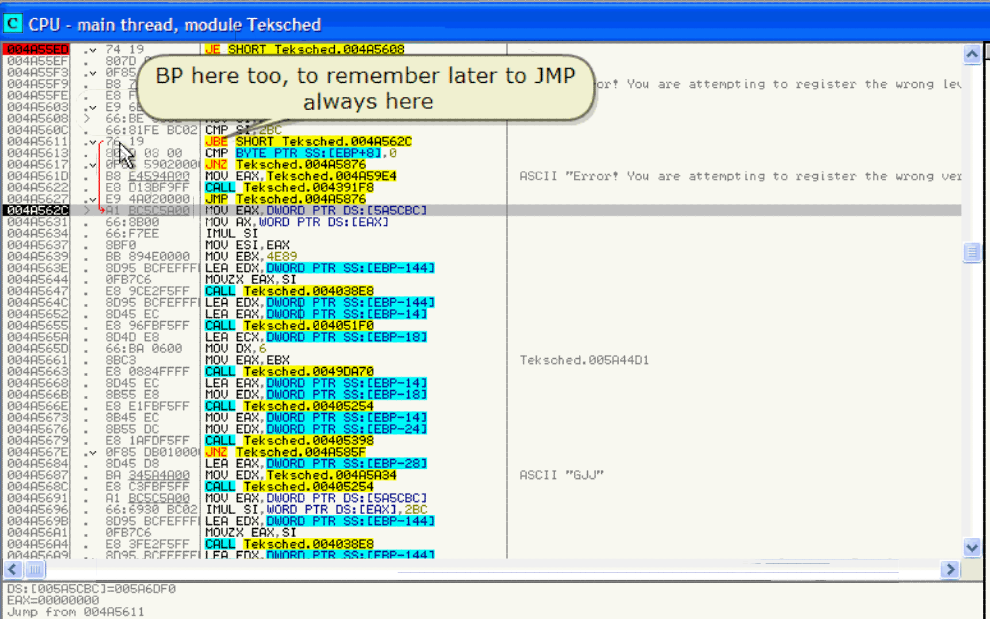 C CPU - main thread, module Teksched
004A55ED .v 74 19 JE SHORT Teksched.004A5608
004A55EF . 807D
004A55F3 .v 0F85
004A55F9 . B8
004A55FE . E8
004A5603 .v E9
004A5608 > 66:BE
BP here too, to remember later to JMP
always here
or! You are attempting to register the wrong lev
004A560C . 66:81FE BC02 CMP SI,2BC
004A5611 .v 76 19 JBE SHORT Teksched.004A562C
004A5613 . 08 00 CMP BYTE PTR SS:[EBP+8],0
004A5617 .v 0F85 59020000 JNZ Teksched.004A5876
004A561D . B8 E4594A00 MOV EAX,Teksched.004A59E4 ASCII "Error! You are attempting to register the wrong ver
004A5622 . E8 D13BF9FF CALL Teksched.004391F8
004A5627 .v E9 4A020000 JMP Teksched.004A5876
004A562C > A1 BC5C5A00 MOV EAX,DWORD PTR DS:[5A5CBC]
004A5631 . 66:8B00 MOV AX,WORD PTR DS:[EAX]
004A5634 . 66:F7EE IMUL SI
004A5637 . 8BF0 MOV ESI,EAX
004A5639 . BB 894E0000 MOV EBX,4E89
004A563E . 8D95 BCFEFFFF LEA EDX,DWORD PTR SS:[EBP-144]
004A5644 . 0FB7C6 MOVZX EAX,SI
004A5647 . E8 9CE2F5FF CALL Teksched.004038E8
004A564C . 8D95 BCFEFFFF LEA EDX,DWORD PTR SS:[EBP-144]
004A5652 . 8D45 EC LEA EAX,DWORD PTR SS:[EBP-14]
004A5655 . E8 96FBF5FF CALL Teksched.004051F0
004A565A . 8D4D E8 LEA ECX,DWORD PTR SS:[EBP-18]
004A565D . 66:BA 0600 MOV DX,6
004A5661 . 8BC3 MOV EAX,EBX Teksched.005A44D1
004A5663 . E8 0884FFFF CALL Teksched.0049DA70
004A5668 . 8D45 EC LEA EAX,DWORD PTR SS:[EBP-14]
004A566B . 8D55 E8 LEA EDX,DWORD PTR SS:[EBP-18]
004A566E . E8 E1FBF5FF CALL Teksched.00405254
004A5673 . 8B45 EC MOV EAX,DWORD PTR SS:[EBP-14]
004A5676 . 8B55 DC MOV EDX,DWORD PTR SS:[EBP-24]
004A5679 . E8 1AFDF5FF CALL Teksched.00405398
004A567E .v 0F85 DB010000 JNZ Teksched.004A585F
004A5684 . 8D45 D8 LEA EAX,DWORD PTR SS:[EBP-28]
004A5687 . BA 345A4A00 MOV EDX,Teksched.004A5A34 ASCII "GJJ"
004A568C . E8 C3FBF5FF CALL Teksched.00405254
004A5691 . A1 BC5C5A00 MOV EAX,DWORD PTR DS:[5A5CBC]
004A5696 . 66:6930 BC02 IMUL SI,WORD PTR DS:[EAX],2BC
004A569B . 8D95 BCFEFFFF LEA EDX,DWORD PTR SS:[EBP-144]
004A56A1 . 0FB7C6 MOVZX EAX,SI
004A56A4 . E8 3FE2F5FF CALL Teksched.004038E8
004A56A9 . 8D95 BCFEFFFF LEA EDX,DWORD PTR SS:[EBP-144]
DS:[005A5CBC]=005A6DF0
EAX=00000000
Jump from 004A5611